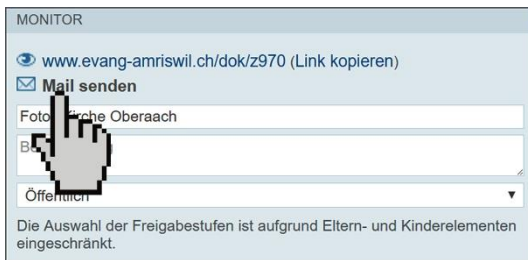 MONITOR
www.evang-amriswil.ch/dok/z970 (Link kopieren)
Mail senden
Kirche Oberaach
Öffentlich
Die Auswahl der Freigabestufen ist aufgrund Eltern- und Kinderelementen
eingeschränkt.